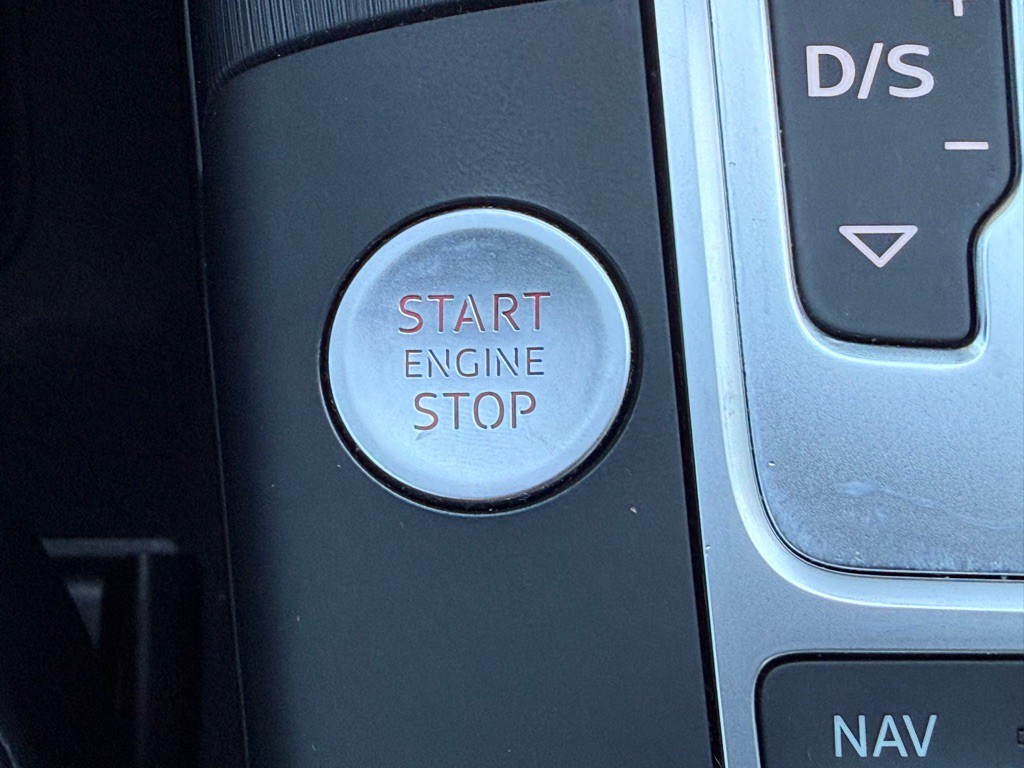 +
D/S
−
START
ENGINE
STOP
NAV